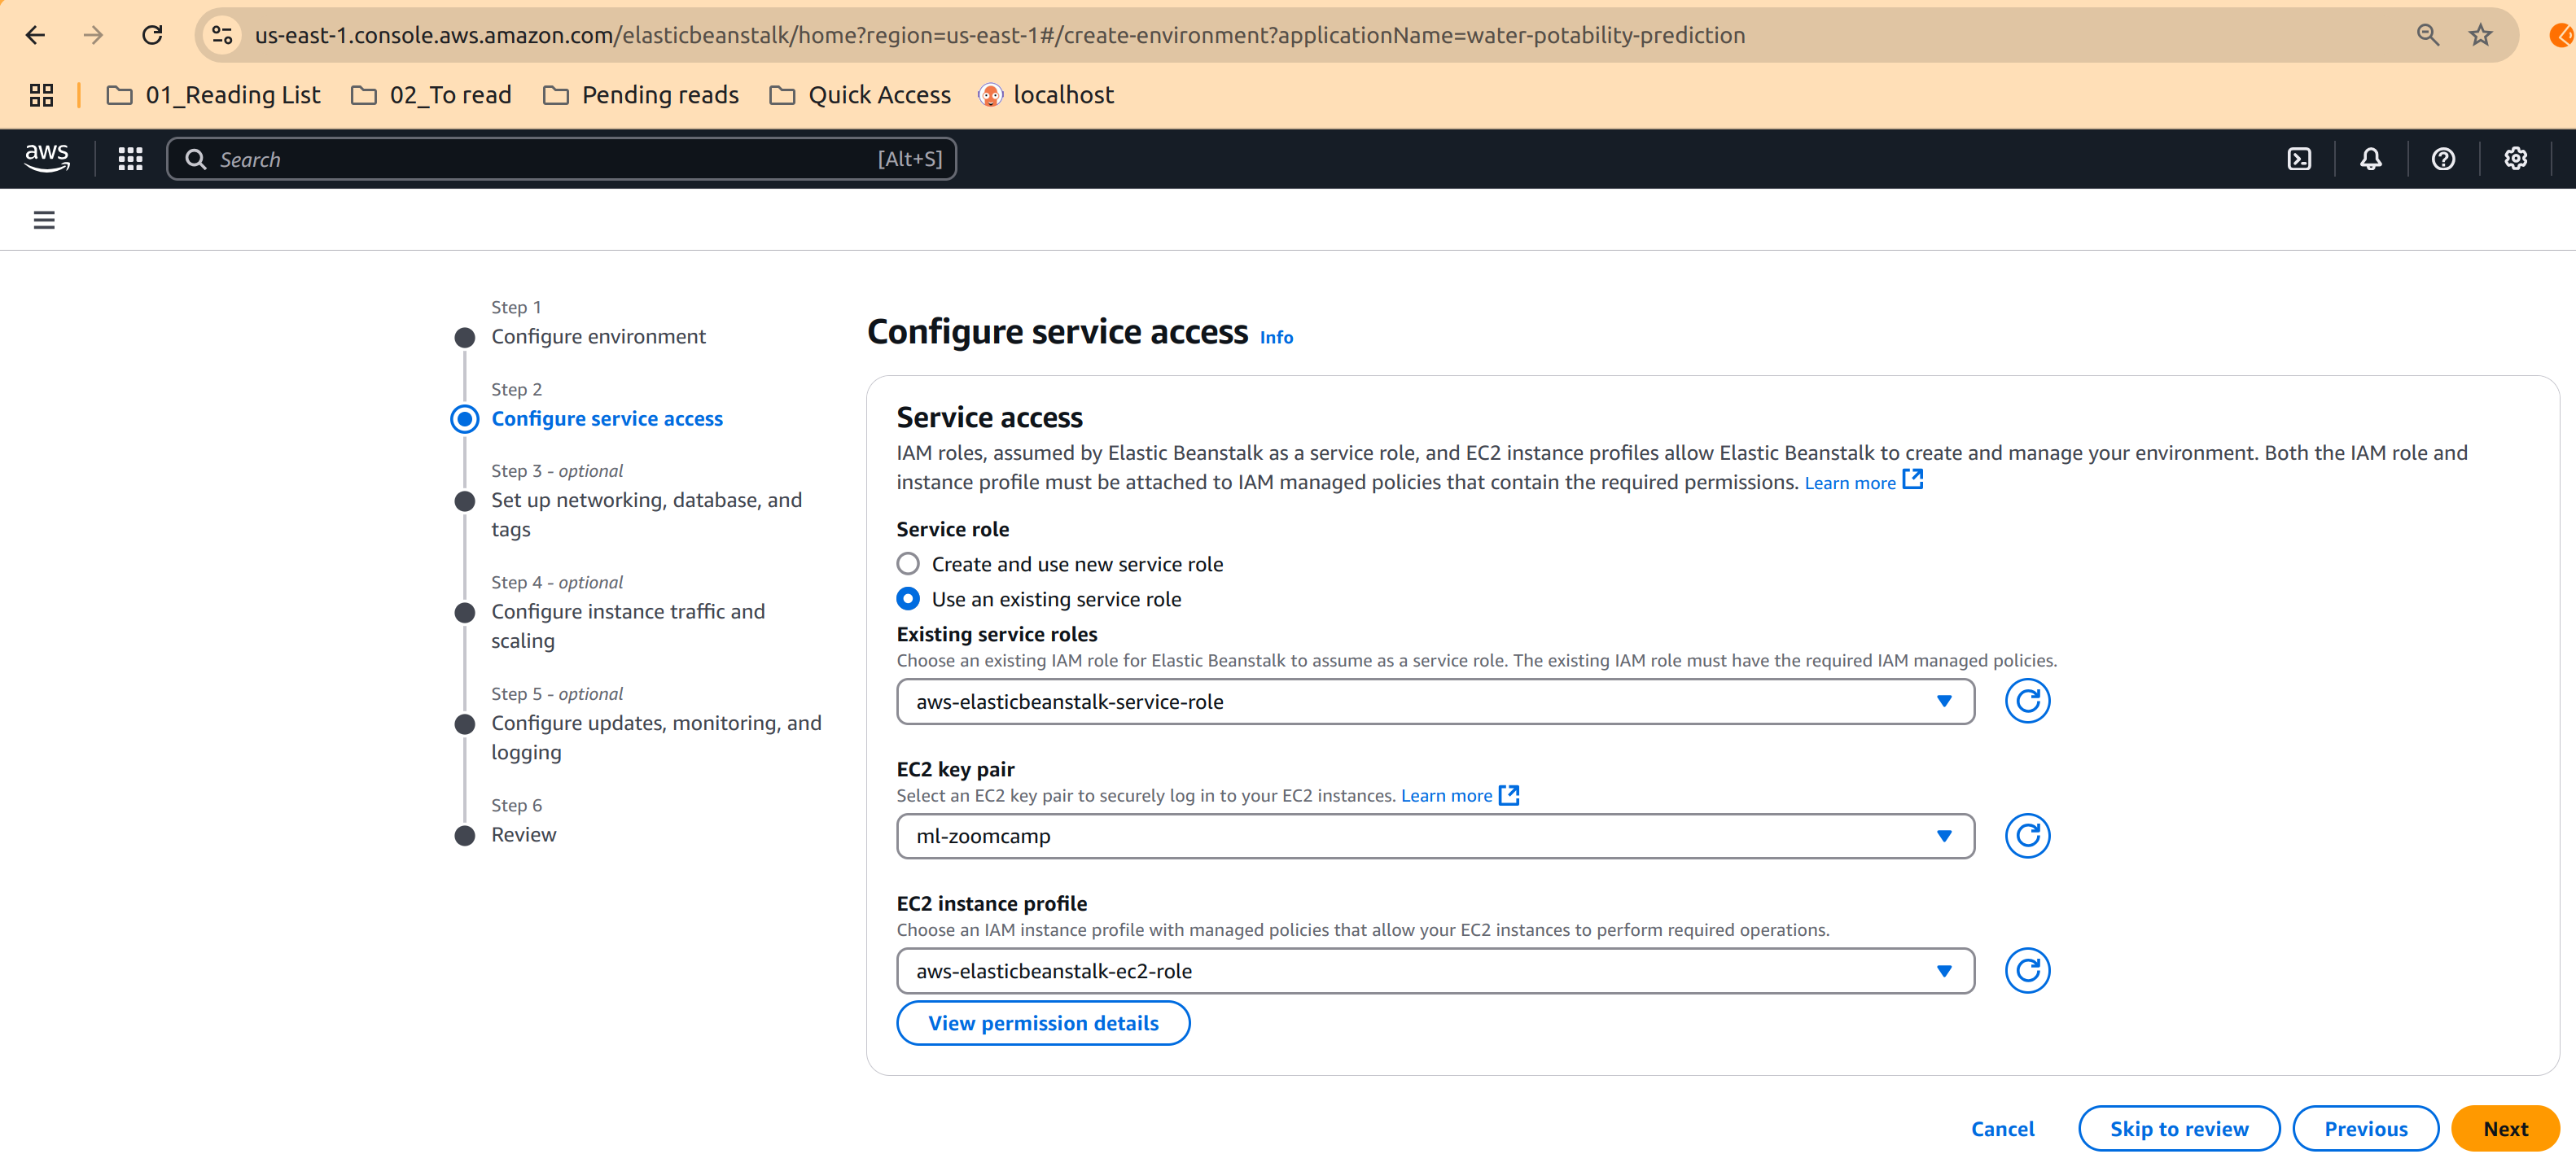 us-east-1.console.aws.amazon.com/elasticbeanstalk/home?region=us-east-1#/create-environment?applicationName=water-potability-prediction
01_Reading List
02_To read
Pending reads
Quick Access
localhost
aws
Search
[Alt+S]
Step 1
Configure environment
Step 2
Configure service access
Step 3 - optional
Set up networking, database, and
tags
Step 4 - optional
Configure instance traffic and
scaling
Step 5 - optional
Configure updates, monitoring, and
logging
Step 6
Review
Configure service access Info
Service access
IAM roles, assumed by Elastic Beanstalk as a service role, and EC2 instance profiles allow Elastic Beanstalk to create and manage your environment. Both the IAM role and
instance profile must be attached to IAM managed policies that contain the required permissions. Learn more
Service role
Create and use new service role
Use an existing service role
Existing service roles
Choose an existing IAM role for Elastic Beanstalk to assume as a service role. The existing IAM role must have the required IAM managed policies.
aws-elasticbeanstalk-service-role
EC2 key pair
Select an EC2 key pair to securely log in to your EC2 instances. Learn more
ml-zoomcamp
EC2 instance profile
Choose an IAM instance profile with managed policies that allow your EC2 instances to perform required operations.
aws-elasticbeanstalk-ec2-role
View permission details
Cancel
Skip to review
Previous
Next